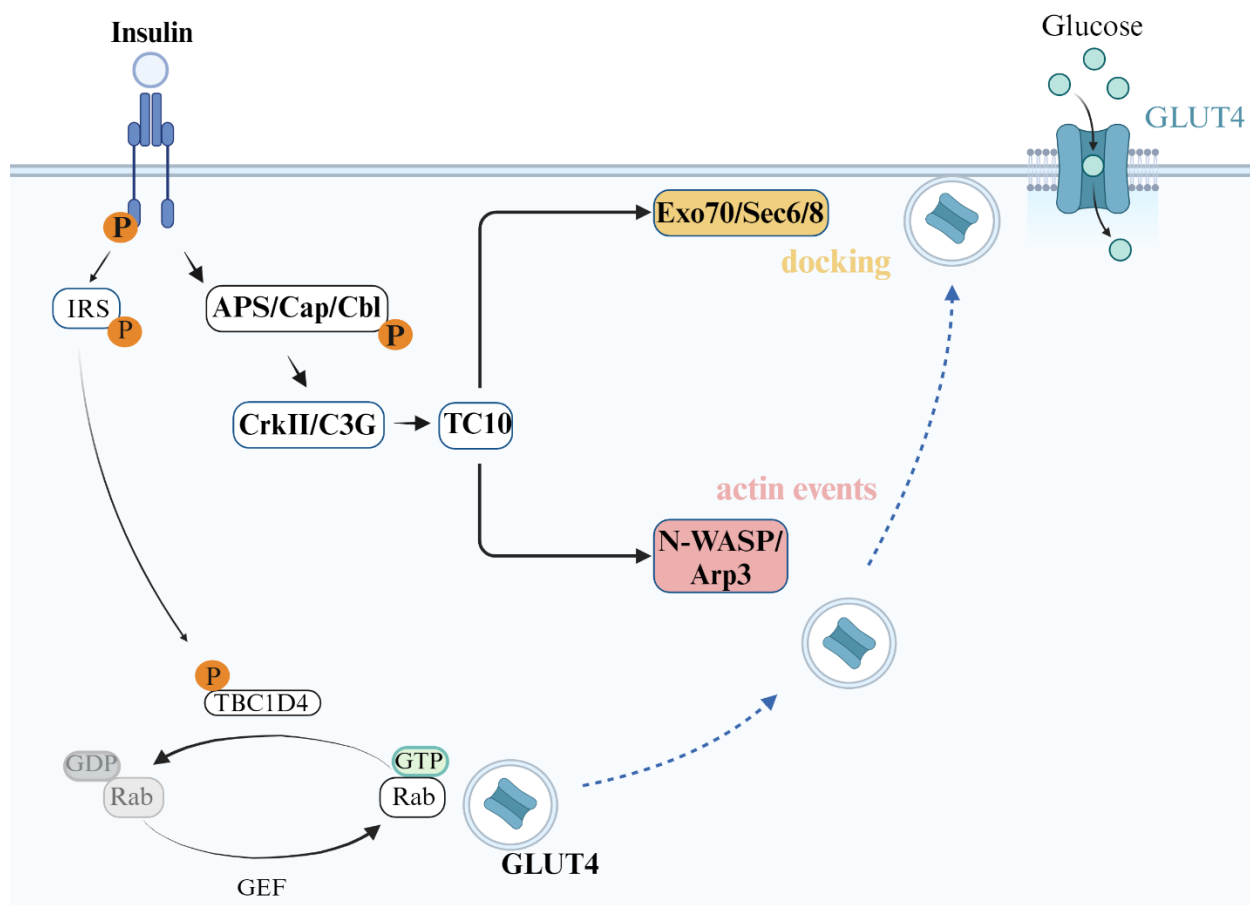 Insulin
Glucose
GLUT4
P
IRS
P
APS/Cap/Cbl
P
Exo70/Sec6/8
docking
CrkII/C3G
TC10
actin events
N-WASP/
Arp3
P
TBC1D4
GDP
Rab
GTP
Rab
GLUT4
GEF